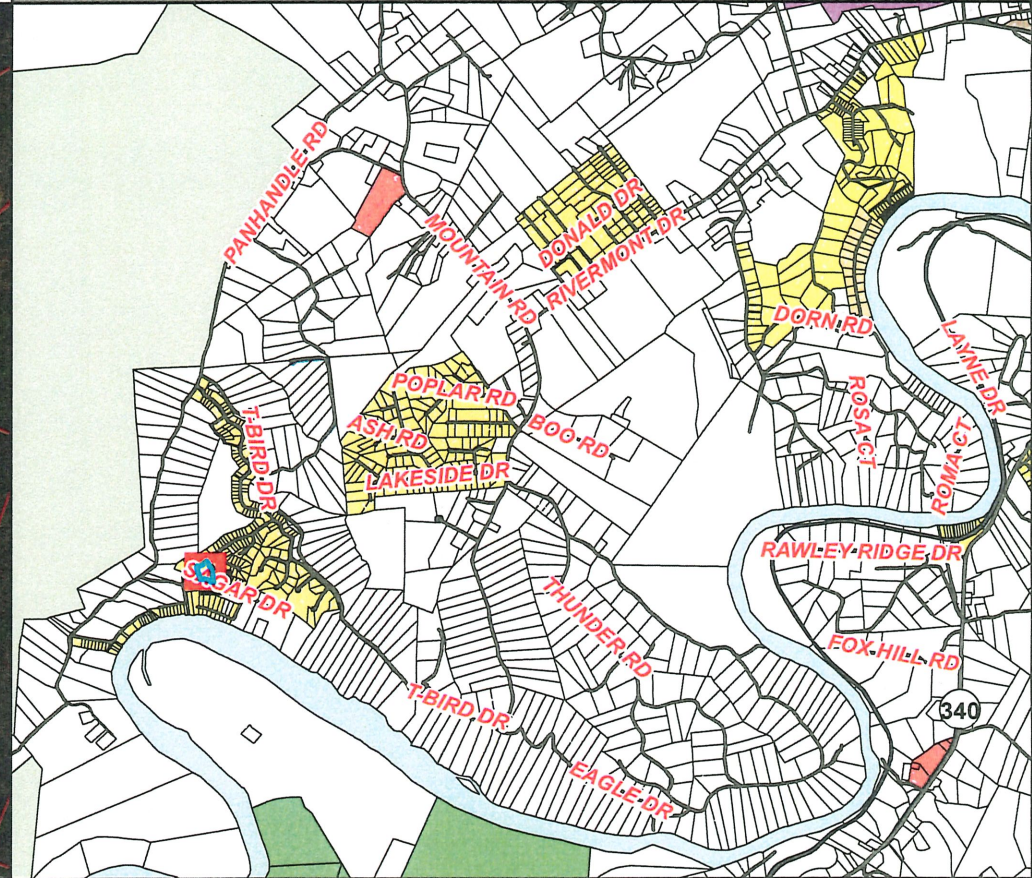 PANHANDLE RD
MOUNTAIN RD
DONALD DR
RIVERMONT DR
DORN RD
LAYNE DR
POPLAR RD
ASH RD
BOO RD
ROSA CT
T-BIRD DR
LAKESIDE DR
ROMA CT
RAWLEY RIDGE DR
SUGAR DR
THUNDER RD
FOX HILL RD
T-BIRD DR
340
EAGLE DR